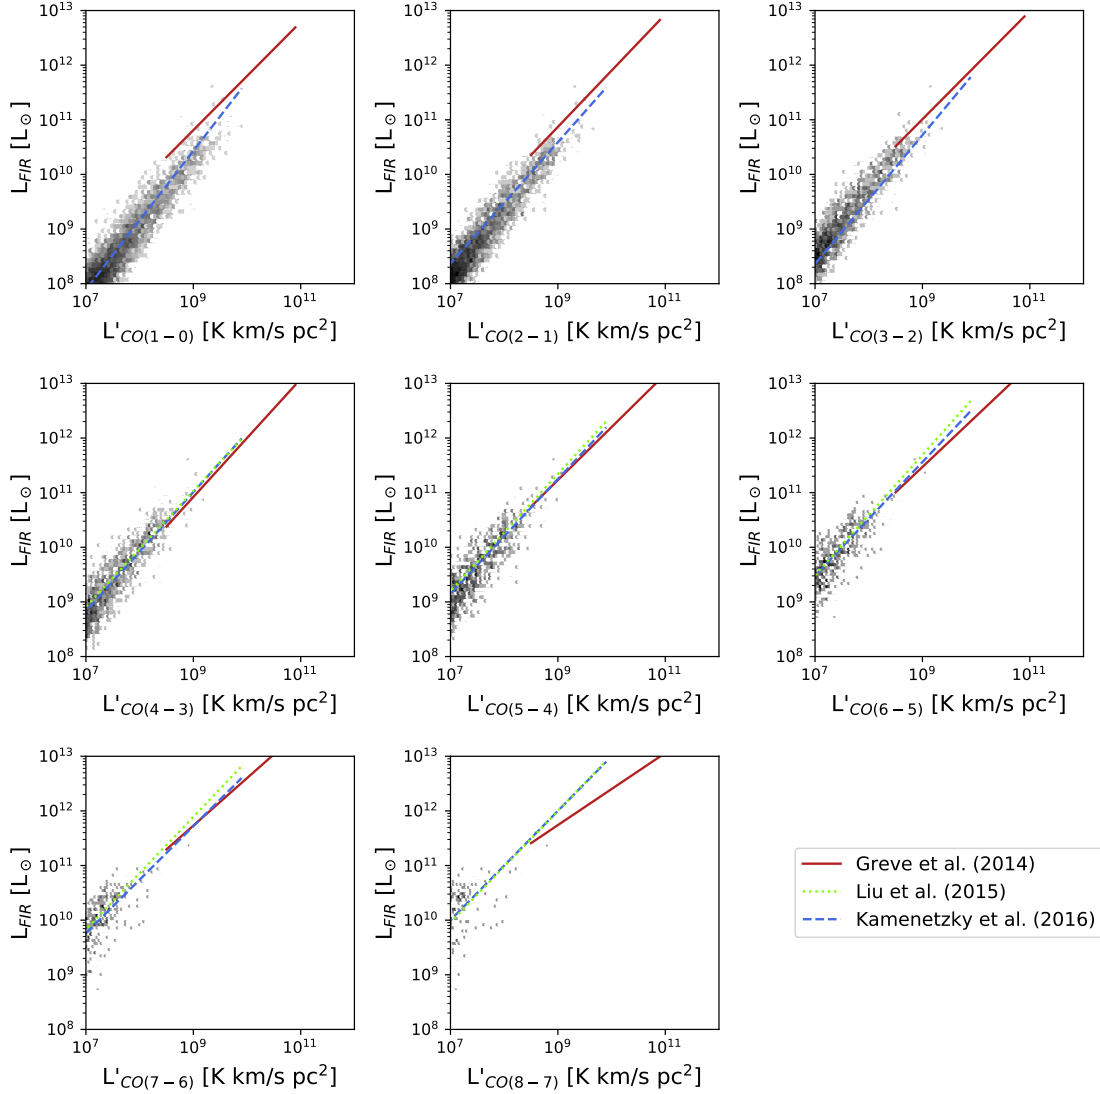 10^13
10^12
10^11
10^10
10^9
10^8
L_FIR [L_⊙]
10^7 10^9 10^11
L'_CO(1−0) [K km/s pc^2]
10^13
10^12
10^11
10^10
10^9
10^8
L_FIR [L_⊙]
10^7 10^9 10^11
L'_CO(2−1) [K km/s pc^2]
10^13
10^12
10^11
10^10
10^9
10^8
L_FIR [L_⊙]
10^7 10^9 10^11
L'_CO(3−2) [K km/s pc^2]
10^13
10^12
10^11
10^10
10^9
10^8
L_FIR [L_⊙]
10^7 10^9 10^11
L'_CO(4−3) [K km/s pc^2]
10^13
10^12
10^11
10^10
10^9
10^8
L_FIR [L_⊙]
10^7 10^9 10^11
L'_CO(5−4) [K km/s pc^2]
10^13
10^12
10^11
10^10
10^9
10^8
L_FIR [L_⊙]
10^7 10^9 10^11
L'_CO(6−5) [K km/s pc^2]
10^13
10^12
10^11
10^10
10^9
10^8
L_FIR [L_⊙]
10^7 10^9 10^11
L'_CO(7−6) [K km/s pc^2]
10^13
10^12
10^11
10^10
10^9
10^8
L_FIR [L_⊙]
10^7 10^9 10^11
L'_CO(8−7) [K km/s pc^2]
Greve et al. (2014)
Liu et al. (2015)
Kamenetzky et al. (2016)